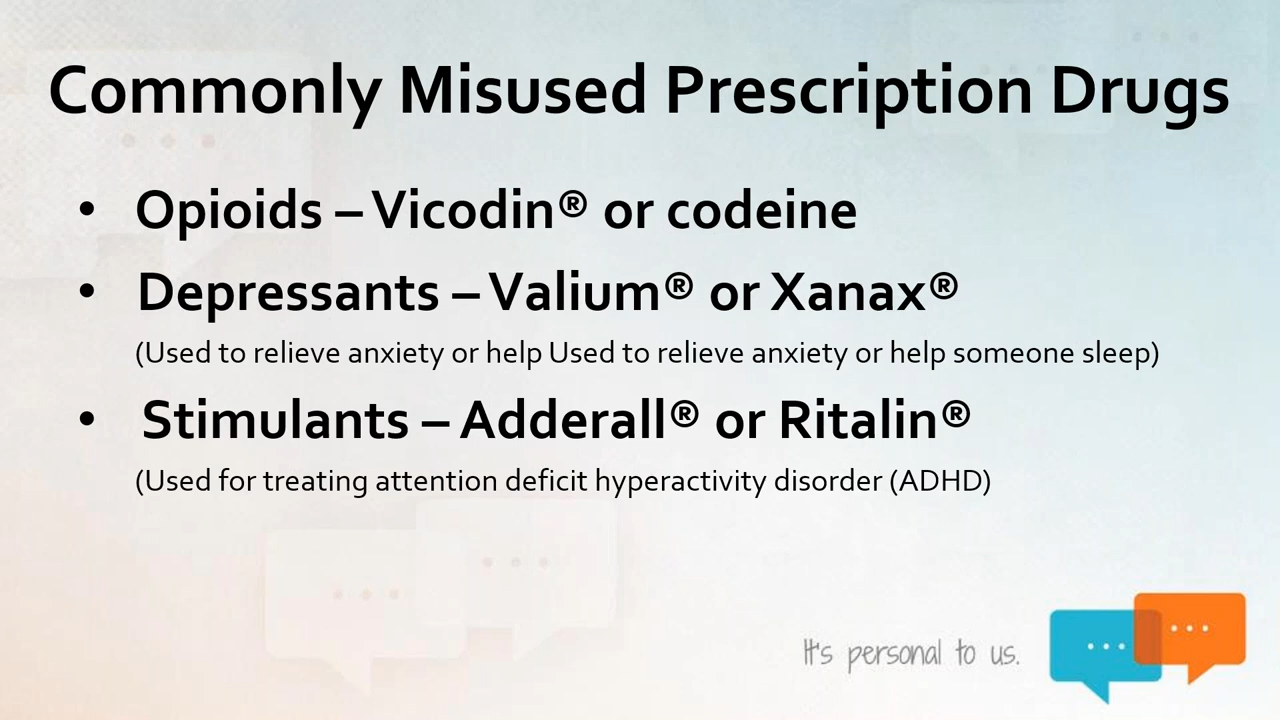 Commonly Misused Prescription Drugs
• Opioids – Vicodin® or codeine
• Depressants – Valium® or Xanax®
(Used to relieve anxiety or help Used to relieve anxiety or help someone sleep)
• Stimulants – Adderall® or Ritalin®
(Used for treating attention deficit hyperactivity disorder (ADHD)
It's personal to us.